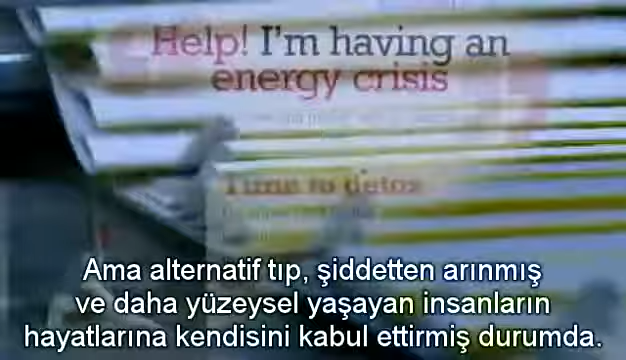 Help! I'm having an
energy crisis
Time to detox
Ama alternatif tıp, şiddetten arınmış
ve daha yüzeysel yaşayan insanların
hayatlarına kendisini kabul ettirmiş durumda.